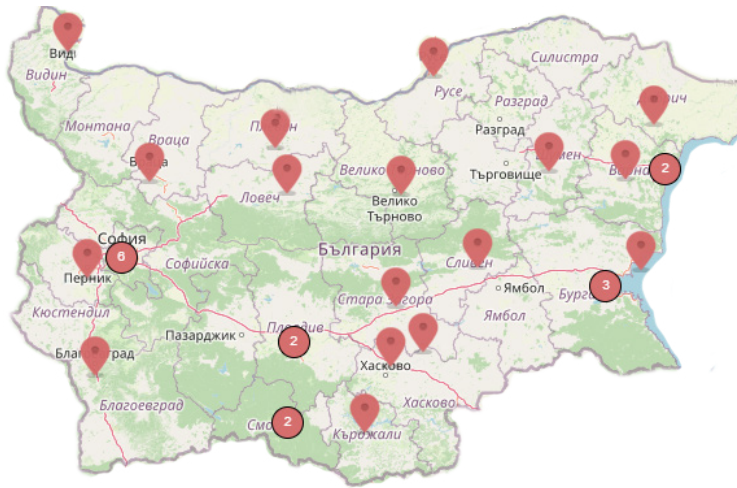 Силистра
Види
Видин
Русе
Разград
Монтана
Враца
Разград
Търговище
Ловеч
Велико
Търново
2
София
6
България
Софийска
Сливен
Перник
Стара Загора
Ямбол
3
Кюстендил
Ямбол
Пазарджик
Пловдив
2
Хасково
Благоевград
Хасково
2
Кърджали